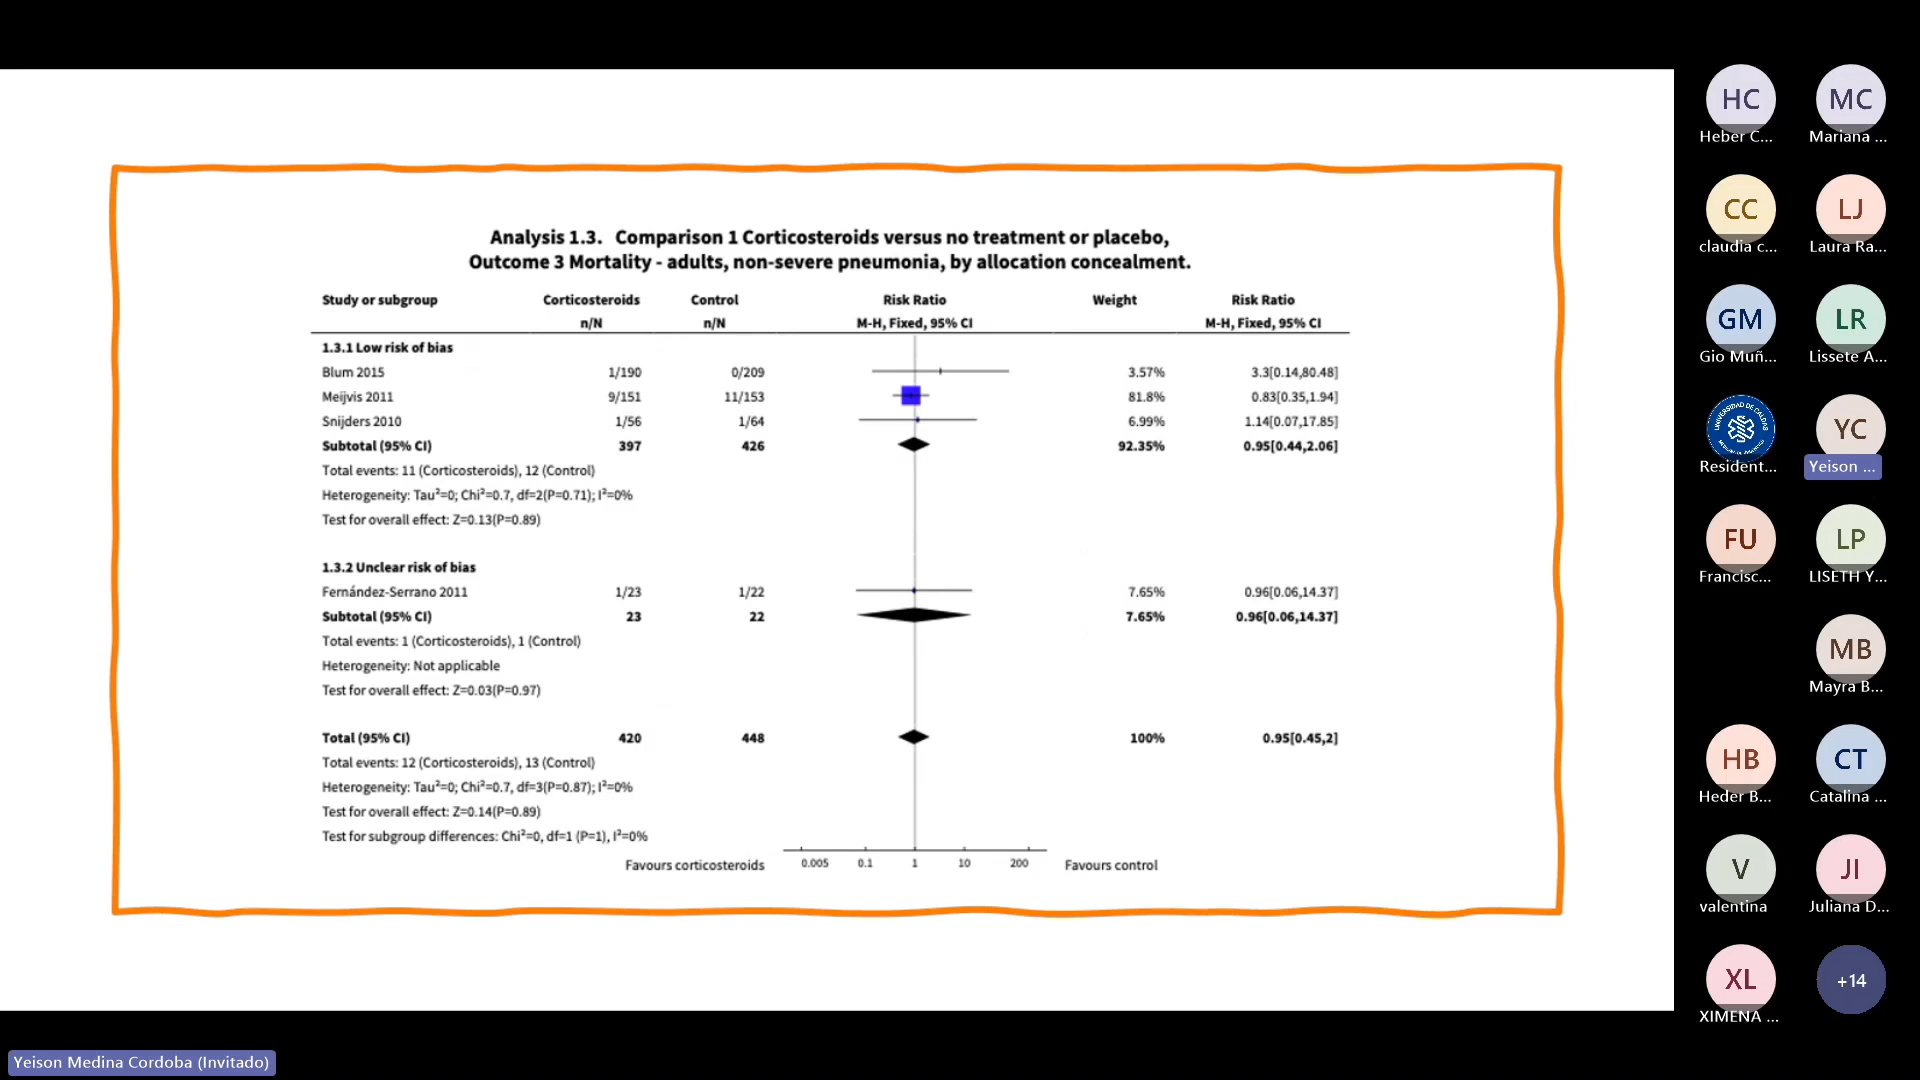 Analysis 1.3. Comparison 1 Corticosteroids versus no treatment or placebo,
Outcome 3 Mortality - adults, non-severe pneumonia, by allocation concealment.
Study or subgroup Corticosteroids Control Risk Ratio Weight Risk Ratio
n/N n/N M-H, Fixed, 95% CI M-H, Fixed, 95% CI
1.3.1 Low risk of bias
Blum 2015 1/190 0/209 3.57% 3.3[0.14,80.48]
Meijvis 2011 9/151 11/153 81.8% 0.83[0.35,1.94]
Snijders 2010 1/56 1/64 6.99% 1.14[0.07,17.85]
Subtotal (95% CI) 397 426 92.35% 0.95[0.44,2.06]
Total events: 11 (Corticosteroids), 12 (Control)
Heterogeneity: Tau²=0; Chi²=0.7, df=2(P=0.71); I²=0%
Test for overall effect: Z=0.13(P=0.89)
1.3.2 Unclear risk of bias
Fernández-Serrano 2011 1/23 1/22 7.65% 0.96[0.06,14.37]
Subtotal (95% CI) 23 22 7.65% 0.96[0.06,14.37]
Total events: 1 (Corticosteroids), 1 (Control)
Heterogeneity: Not applicable
Test for overall effect: Z=0.03(P=0.97)
Total (95% CI) 420 448 100% 0.95[0.45,2]
Total events: 12 (Corticosteroids), 13 (Control)
Heterogeneity: Tau²=0; Chi²=0.7, df=3(P=0.87); I²=0%
Test for overall effect: Z=0.14(P=0.89)
Test for subgroup differences: Chi²=0, df=1 (P=1), I²=0%
Favours corticosteroids 0.005 0.1 1 10 200 Favours control
HC MC
Heber C... Mariana ...
CC LJ
claudia c... Laura Ra...
GM LR
Gio Muñ... Lissete A...
UNIVERSIDAD DE CALDAS
YC
Resident... Yeison ...
FU LP
Francisc... LISETH Y...
MB
Mayra B...
HB CT
Heder B... Catalina ...
V JI
valentina Juliana D...
XL +14
XIMENA ...
Yeison Medina Cordoba (Invitado)